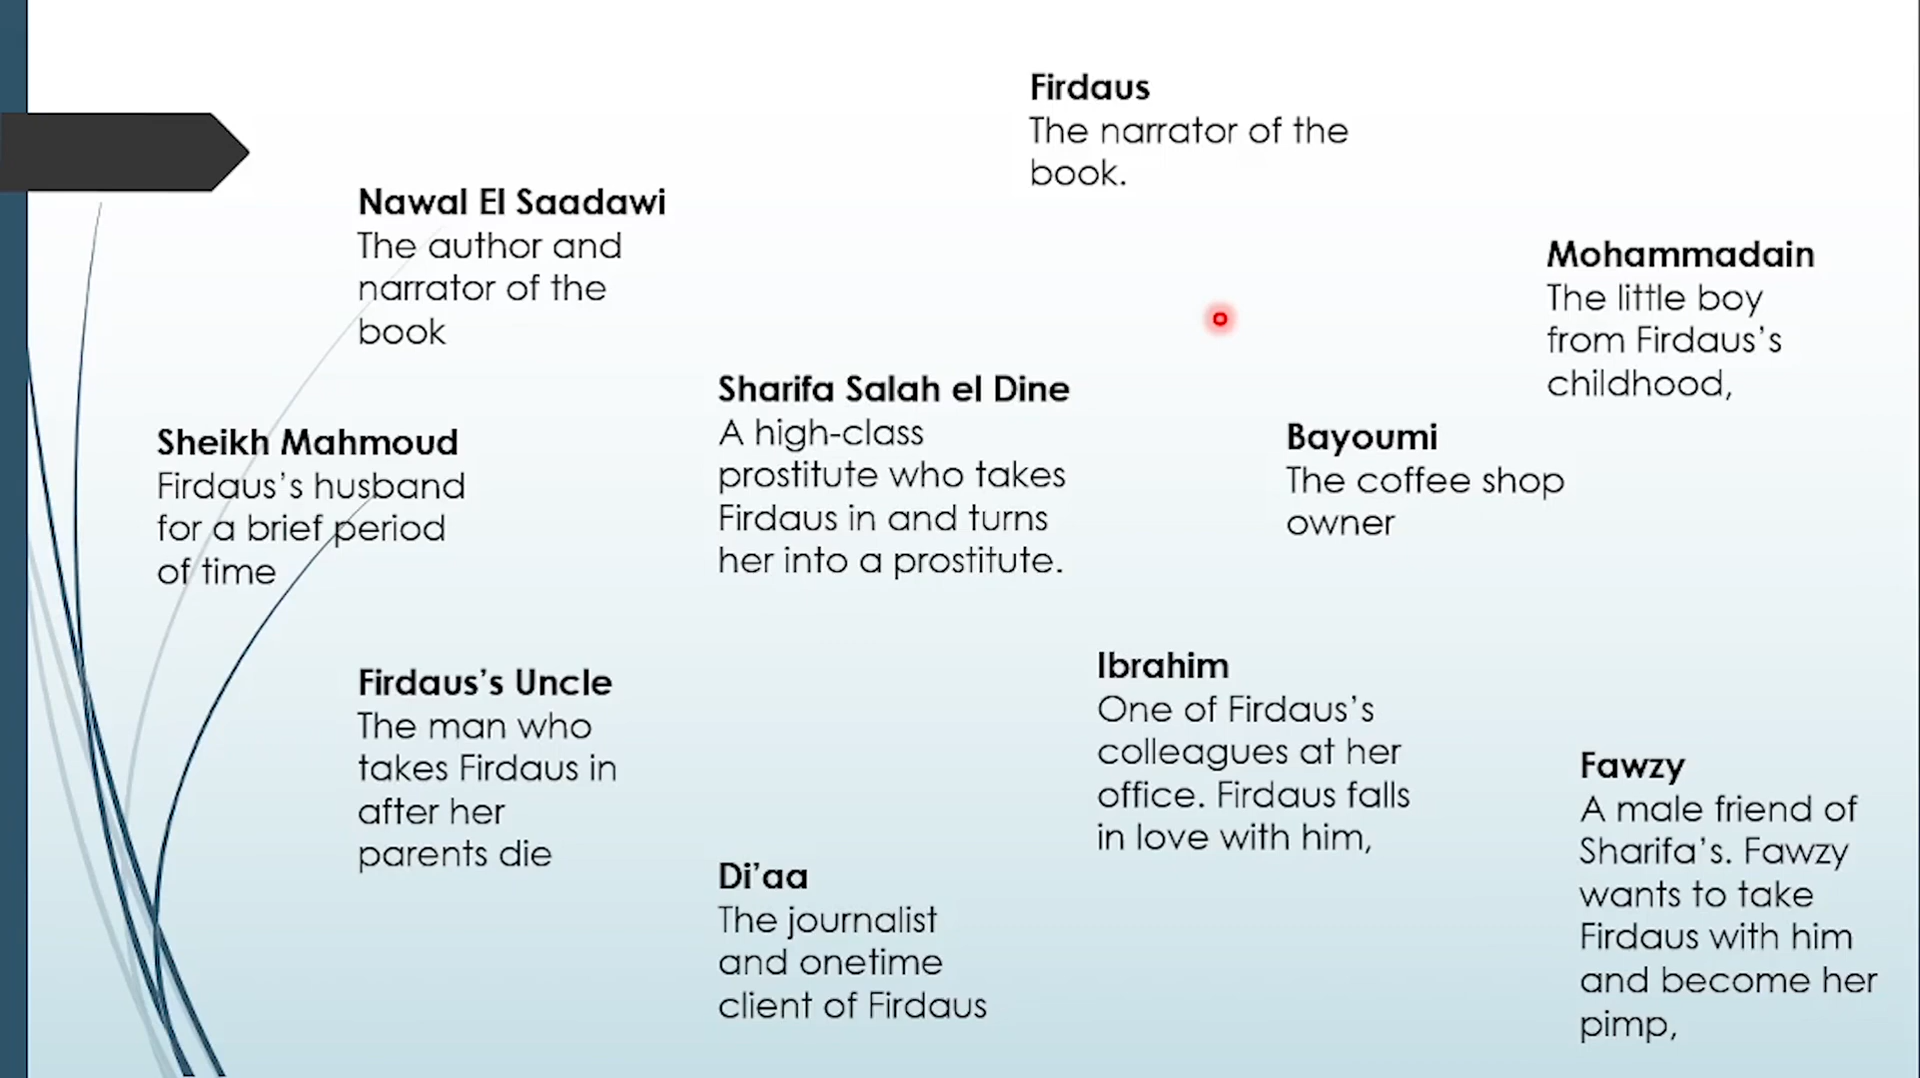 Firdaus
The narrator of the
book.
Nawal El Saadawi
The author and
narrator of the
book
Mohammadain
The little boy
from Firdaus's
childhood,
Sharifa Salah el Dine
A high-class
prostitute who takes
Firdaus in and turns
her into a prostitute.
Sheikh Mahmoud
Firdaus's husband
for a brief period
of time
Bayoumi
The coffee shop
owner
Firdaus's Uncle
The man who
takes Firdaus in
after her
parents die
Ibrahim
One of Firdaus's
colleagues at her
office. Firdaus falls
in love with him,
Fawzy
A male friend of
Sharifa's. Fawzy
wants to take
Firdaus with him
and become her
pimp,
Di'aa
The journalist
and onetime
client of Firdaus